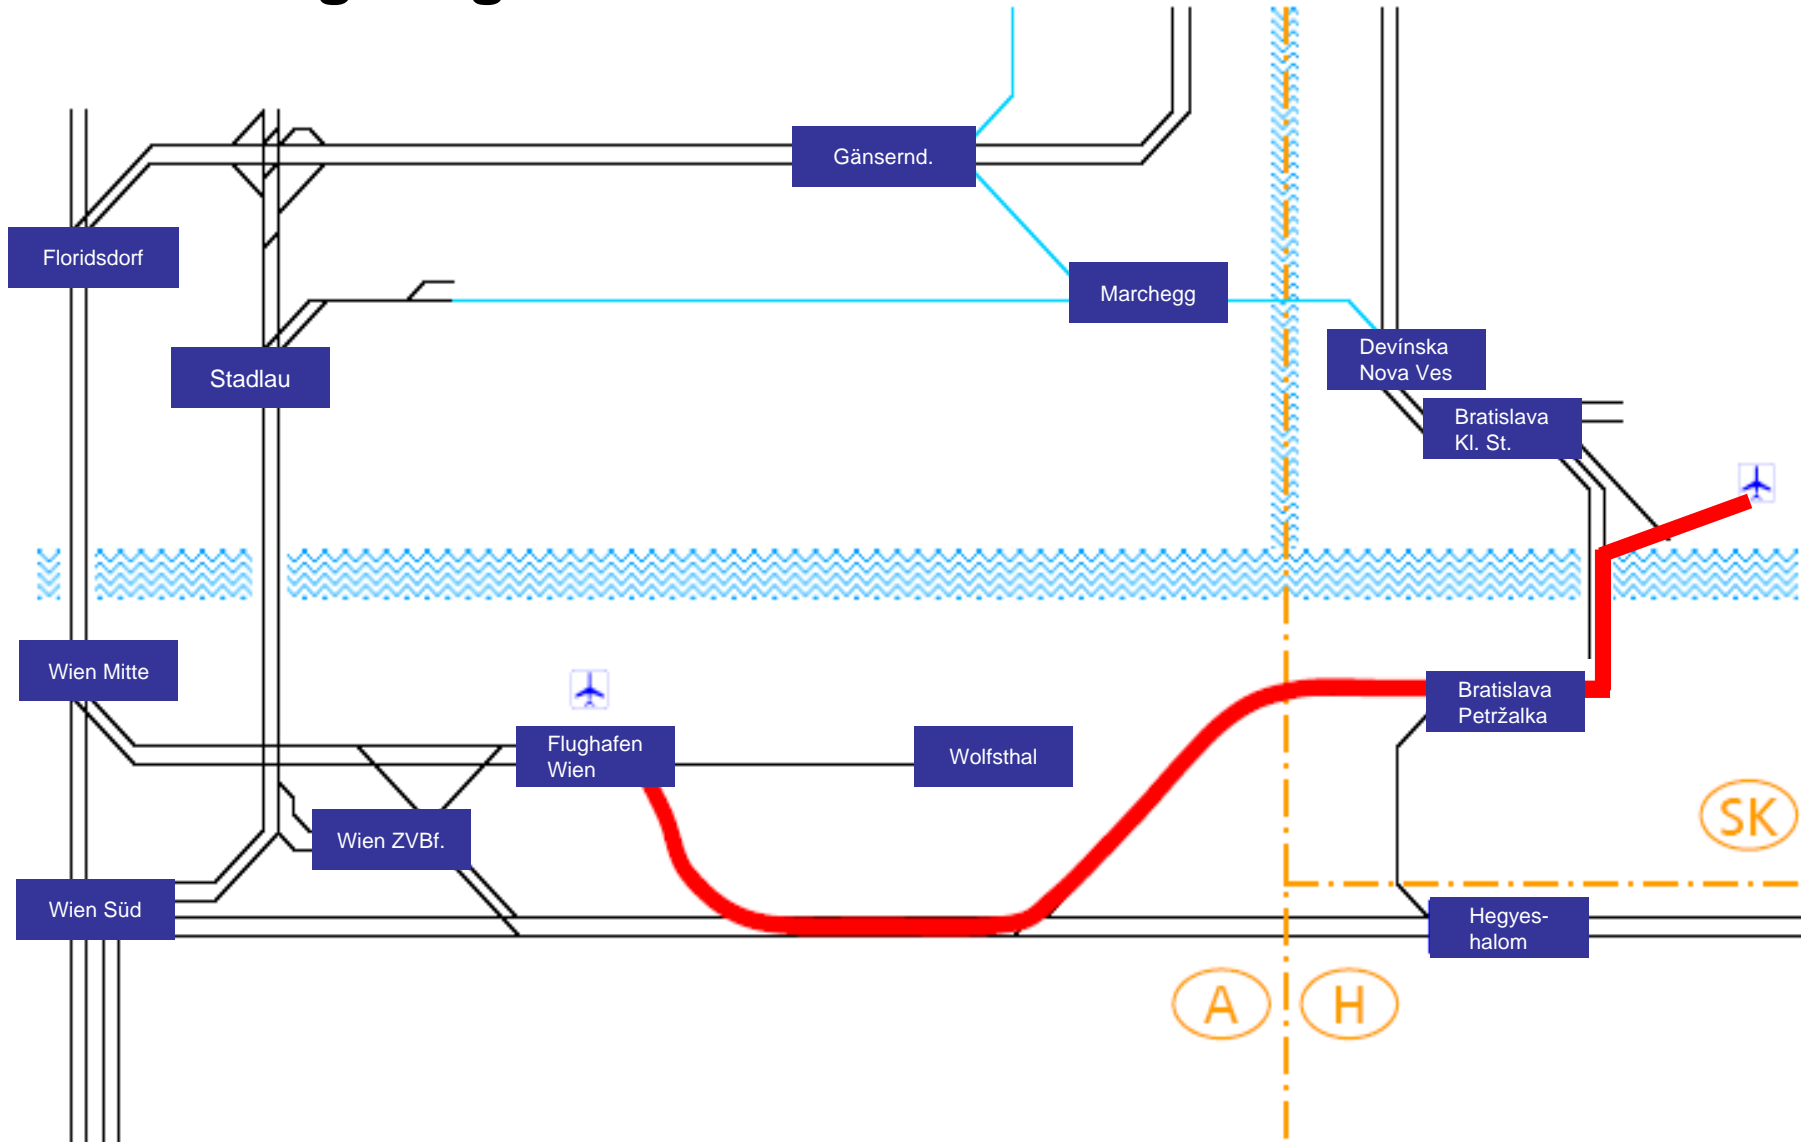 Gänsernd.
Floridsdorf
Marchegg
Devínska
Nova Ves
Stadlau
Bratislava
Kl. St.
Wien Mitte
Bratislava
Petržalka
Flughafen
Wien
Wolfsthal
SK
Wien ZVBf.
Wien Süd
Hegyes-
halom
A
H